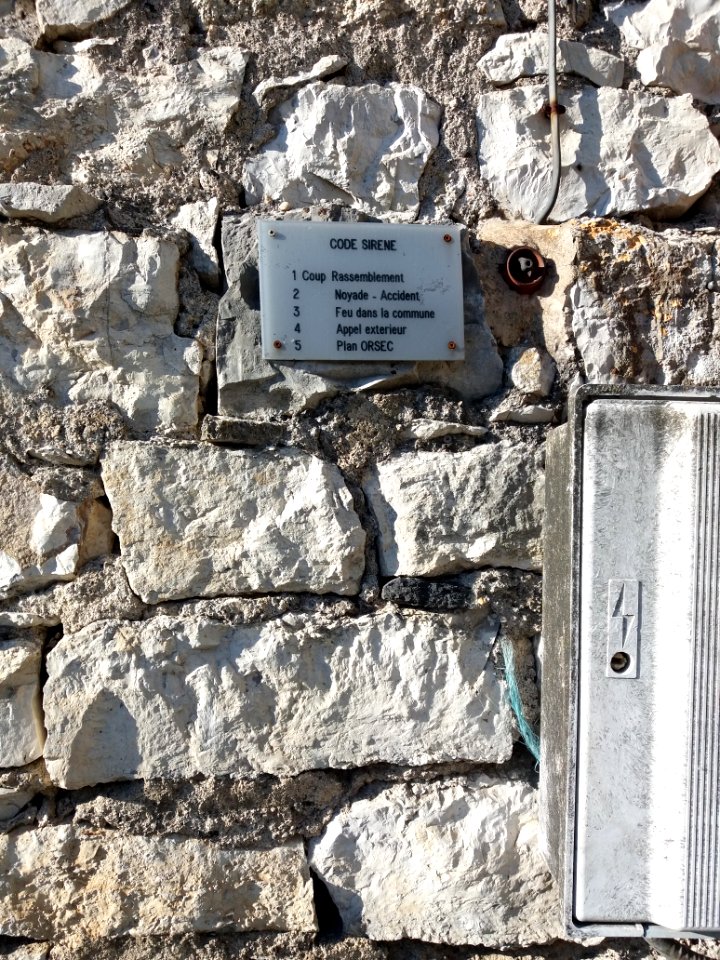 CODE SIRENE
1 Coup Rassemblement
2 Noyade - Accident
3 Feu dans la commune
4 Appel exterieur
5 Plan ORSEC